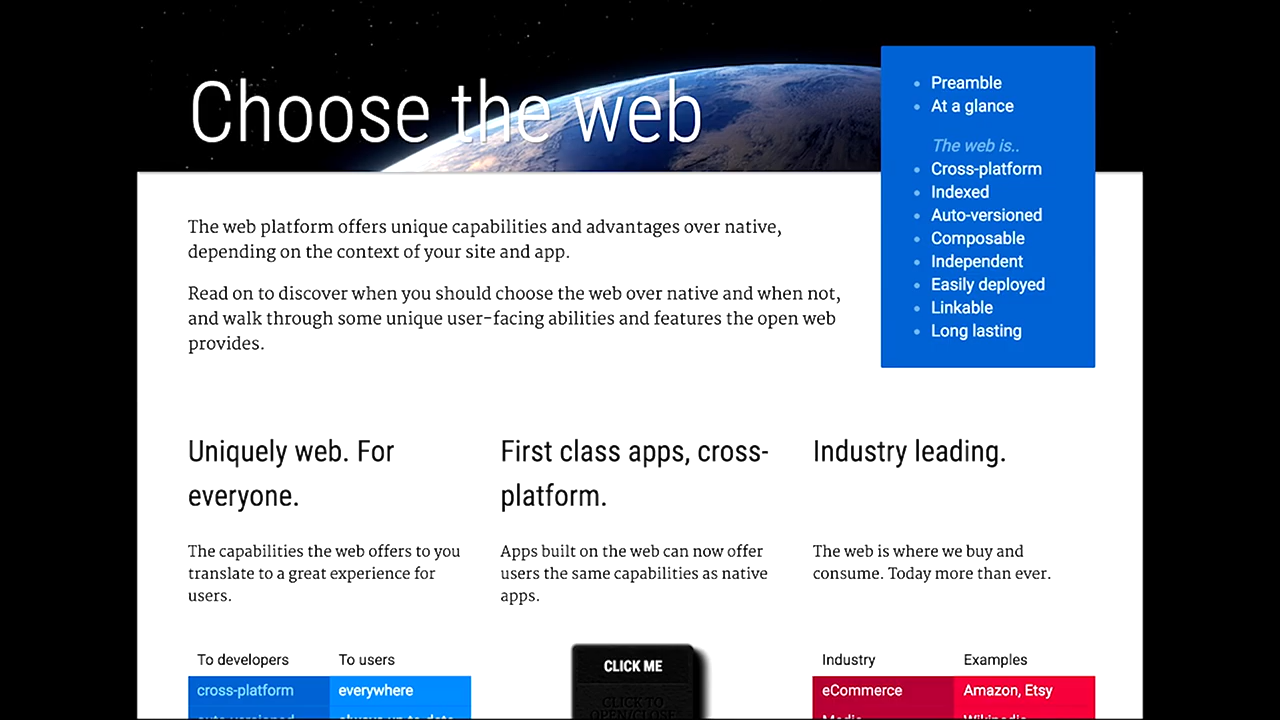 Choose the web
Preamble
At a glance
The web is..
Cross-platform
Indexed
Auto-versioned
Composable
Independent
Easily deployed
Linkable
Long lasting
The web platform offers unique capabilities and advantages over native,
depending on the context of your site and app.
Read on to discover when you should choose the web over native and when not,
and walk through some unique user-facing abilities and features the open web
provides.
Uniquely web. For
everyone.
The capabilities the web offers to you
translate to a great experience for
users.
To developers To users
cross-platform everywhere
auto-versioned always up to date
First class apps, cross-
platform.
Apps built on the web can now offer
users the same capabilities as native
apps.
CLICK ME
CLICK TO
OPEN/CLOSE
Industry leading.
The web is where we buy and
consume. Today more than ever.
Industry Examples
eCommerce Amazon, Etsy
Media Wikipedia